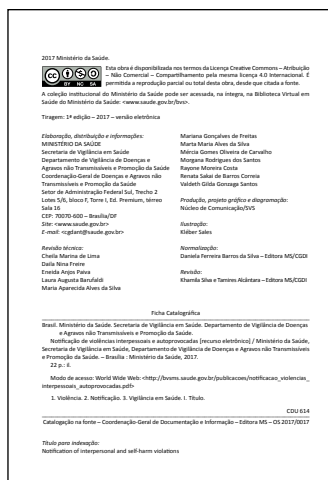 2017 Ministério da Saúde.
Esta obra é disponibilizada nos termos da Licença Creative Commons – Atribuição
– Não Comercial – Compartilhamento pela mesma licença 4.0 Internacional. É
permitida a reprodução parcial ou total desta obra, desde que citada a fonte.
BY NC SA
A coleção institucional do Ministério da Saúde pode ser acessada, na íntegra, na Biblioteca Virtual em
Saúde do Ministério da Saúde: <www.saude.gov.br/bvs>.
Tiragem: 1ª edição – 2017 – versão eletrônica
Elaboração, distribuição e informações:
MINISTÉRIO DA SAÚDE
Secretaria de Vigilância em Saúde
Departamento de Vigilância de Doenças e
Agravos não Transmissíveis e Promoção da Saúde
Coordenação-Geral de Doenças e Agravos não
Transmissíveis e Promoção da Saúde
Setor de Administração Federal Sul, Trecho 2
Lotes 5/6, bloco F, Torre I, Ed. Premium, térreo
Sala 16
CEP: 70070-600 – Brasília/DF
Site: <www.saude.gov.br/svs>
E-mail: <cgdant@saude.gov.br>
Revisão técnica:
Cheila Marina de Lima
Daila Nina Freire
Eneida Anjos Paiva
Laura Augusta Barufaldi
Maria Aparecida Alves da Silva
Mariana Gonçalves de Freitas
Marta Maria Alves da Silva
Mércia Gomes Oliveira de Carvalho
Morgana Rodrigues dos Santos
Rayone Moreira Costa
Renata Sakai de Barros Correia
Valdeth Gilda Gonzaga Santos
Produção, projeto gráfico e diagramação:
Núcleo de Comunicação/SVS
Ilustração:
Kléber Sales
Normalização:
Daniela Ferreira Barros da Silva – Editora MS/CGDI
Revisão:
Khamila Silva e Tamires Alcântara – Editora MS/CGDI
Ficha Catalográfica
Brasil. Ministério da Saúde. Secretaria de Vigilância em Saúde. Departamento de Vigilância de Doenças
e Agravos não Transmissíveis e Promoção da Saúde.
Notificação de violências interpessoais e autoprovocadas [recurso eletrônico] / Ministério da Saúde,
Secretaria de Vigilância em Saúde, Departamento de Vigilância de Doenças e Agravos não Transmissíveis
e Promoção da Saúde. – Brasília : Ministério da Saúde, 2017.
22 p.: il.
Modo de acesso: World Wide Web: <http://bvsms.saude.gov.br/publicacoes/notificacao_violencias_
interpessoais_autoprovocadas.pdf>
1. Violência. 2. Notificação. 3. Vigilância em Saúde. I. Título.
CDU 614
Catalogação na fonte – Coordenação-Geral de Documentação e Informação – Editora MS – OS 2017/0017
Título para indexação:
Notification of interpersonal and self-harm violations